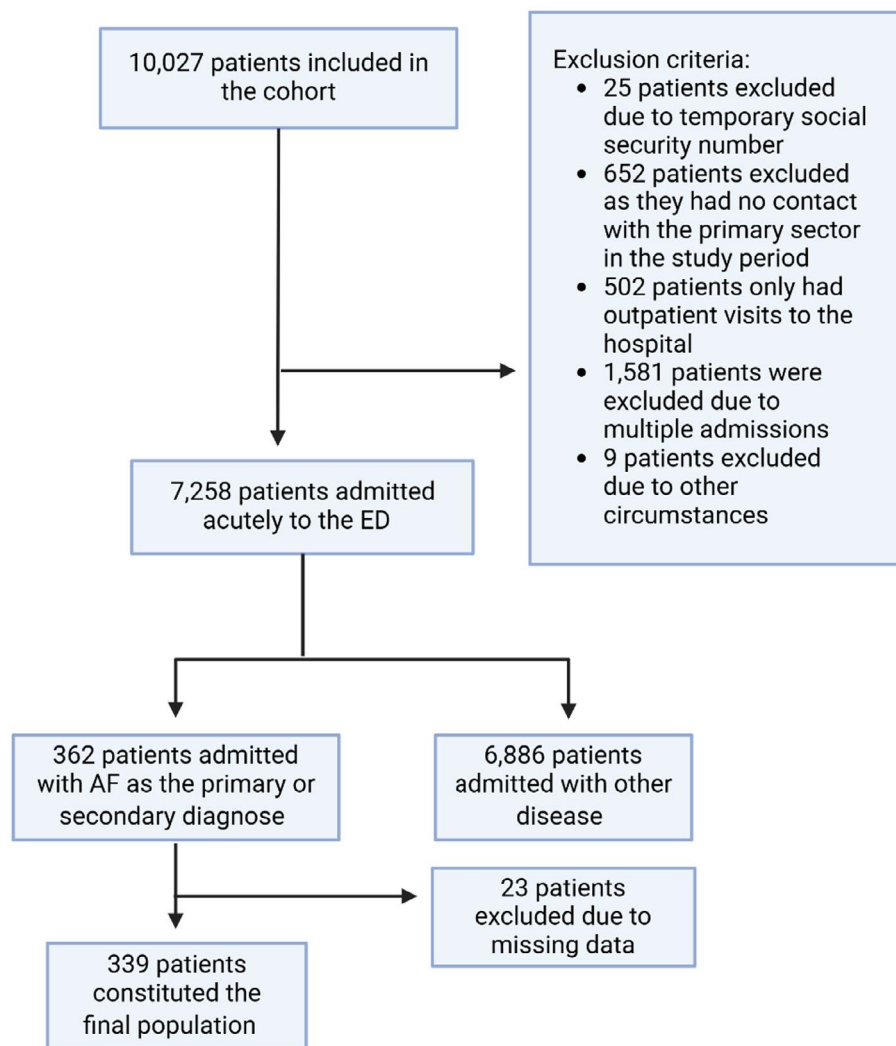 10,027 patients included in
the cohort
Exclusion criteria:
• 25 patients excluded
due to temporary social
security number
• 652 patients excluded
as they had no contact
with the primary sector
in the study period
• 502 patients only had
outpatient visits to the
hospital
• 1,581 patients were
excluded due to
multiple admissions
• 9 patients excluded
due to other
circumstances
7,258 patients admitted
acutely to the ED
362 patients admitted
with AF as the primary or
secondary diagnose
6,886 patients
admitted with other
disease
23 patients
excluded due to
missing data
339 patients
constituted the
final population